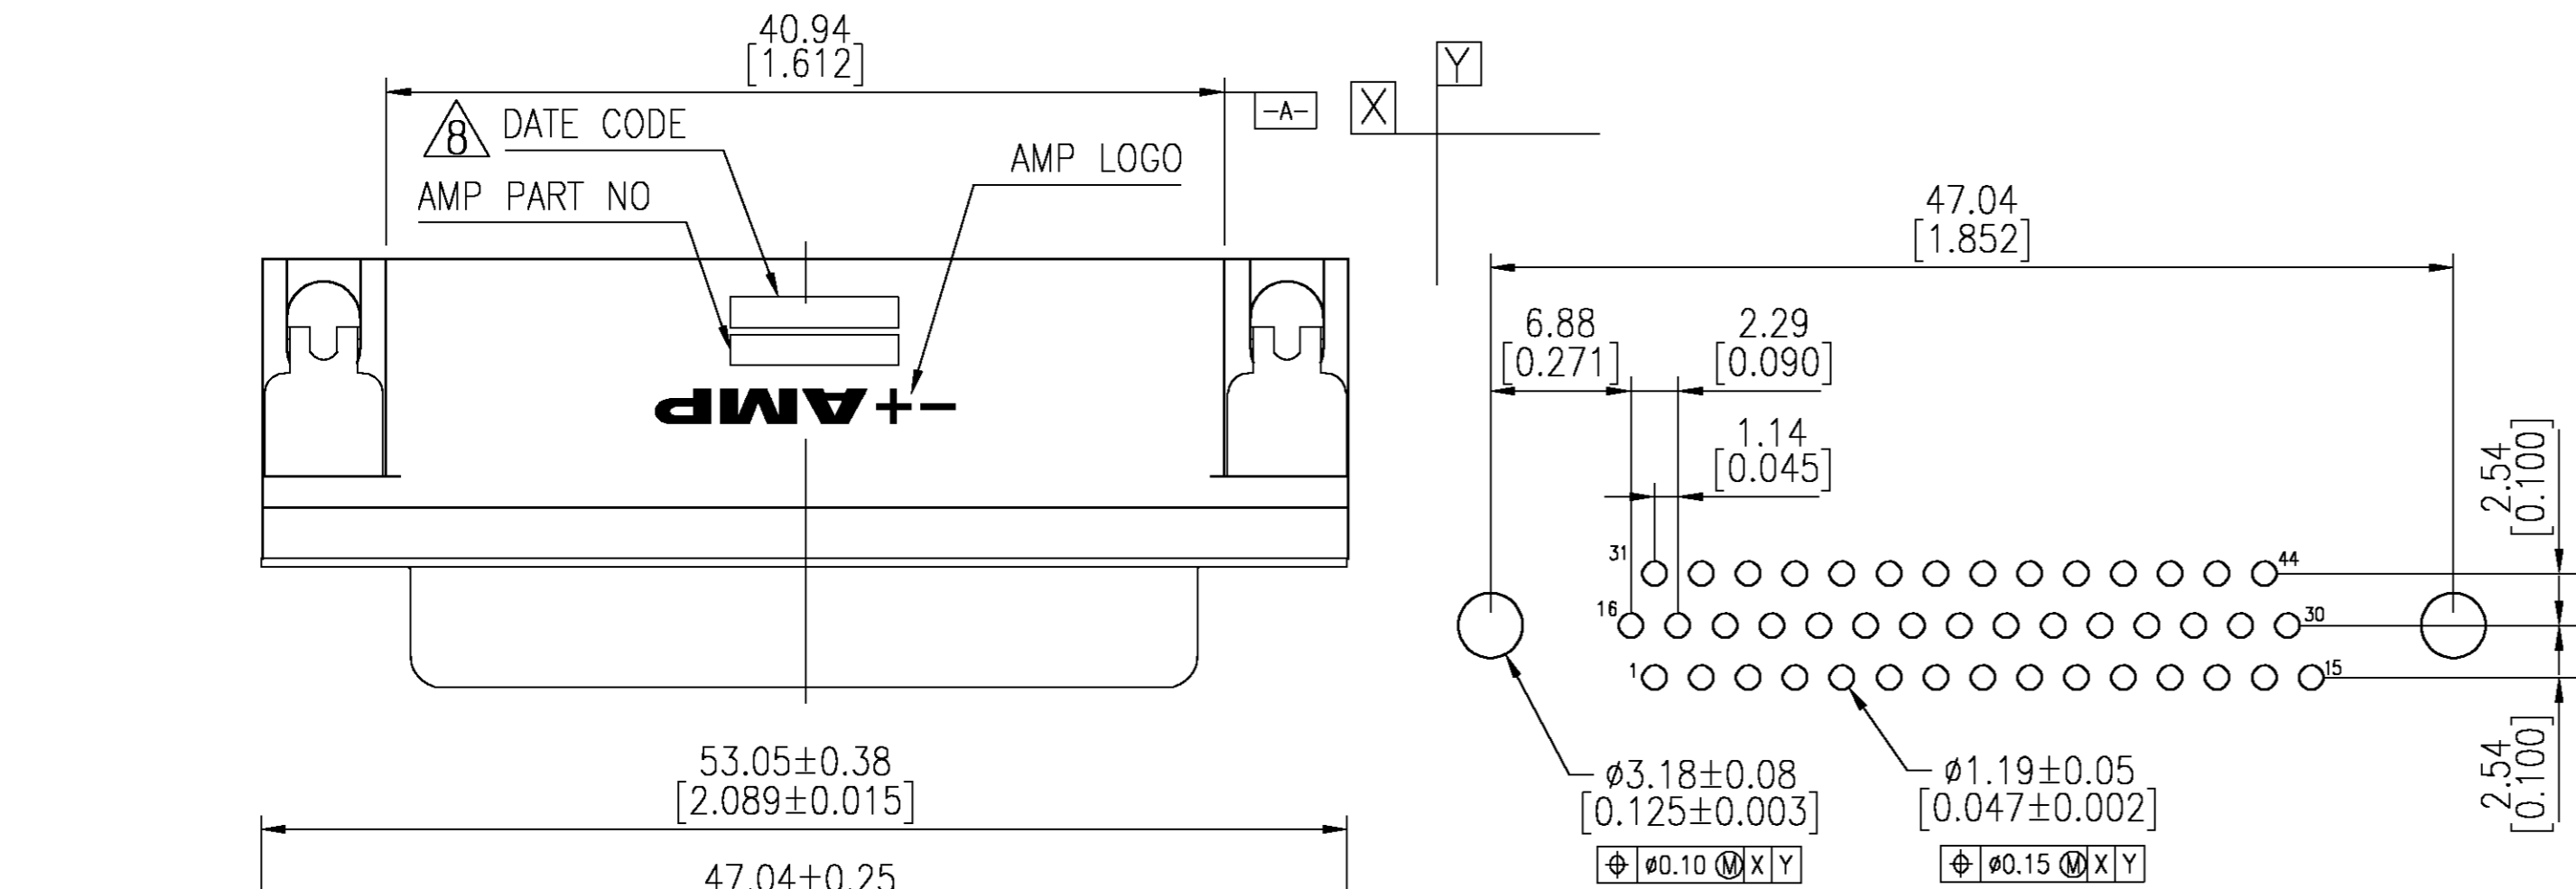 40.94
[1.612]
-A-
X
Y
8
DATE CODE
AMP PART NO
AMP LOGO
AMP
47.04
[1.852]
6.88
[0.271]
2.29
[0.090]
1.14
[0.045]
2.54
[0.100]
31
44
16
30
1
15
2.54
[0.100]
53.05±0.38
[2.089±0.015]
47.04±0.25
ø3.18±0.08
[0.125±0.003]
⌖ ø0.10 Ⓜ X Y
ø1.19±0.05
[0.047±0.002]
⌖ ø0.15 Ⓜ X Y